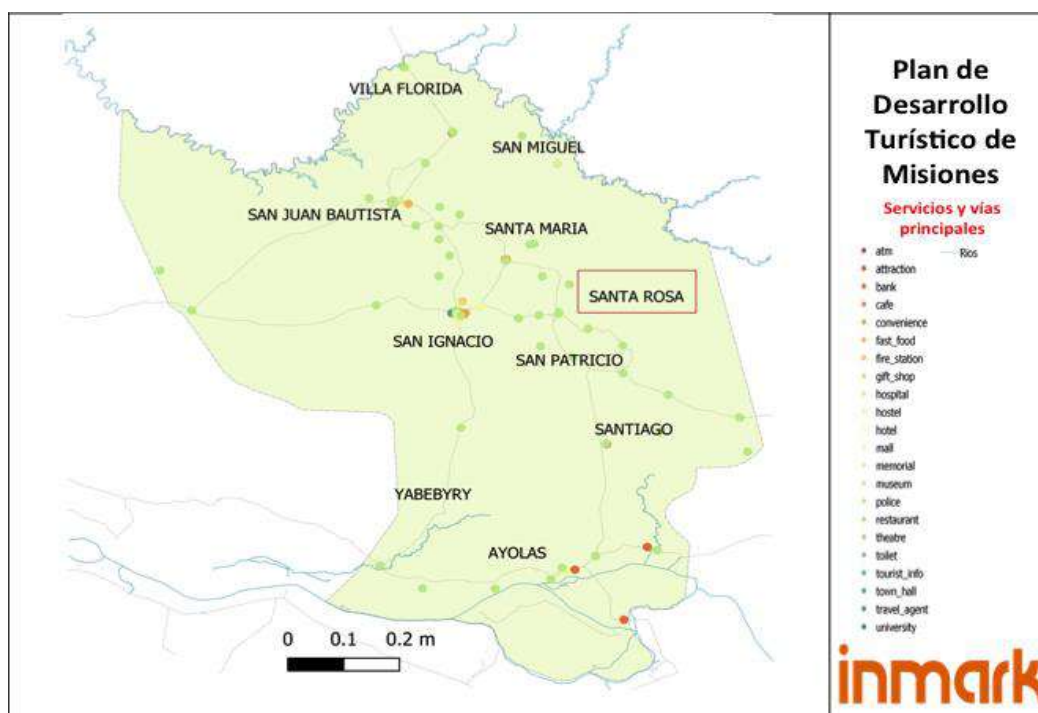 VILLA FLORIDA
SAN MIGUEL
SAN JUAN BAUTISTA
SANTA MARIA
SANTA ROSA
SAN IGNACIO
SAN PATRICIO
SANTIAGO
YABEBYRY
AYOLAS
0 0.1 0.2 m
Plan de
Desarrollo
Turístico de
Misiones
Servicios y vías
principales
atm
Rios
attraction
bank
cafe
convenience
fast_food
fire_station
gift_shop
hospital
hostel
hotel
mall
memorial
museum
police
restaurant
theatre
toilet
tourist_info
town_hall
travel_agent
university
inmark